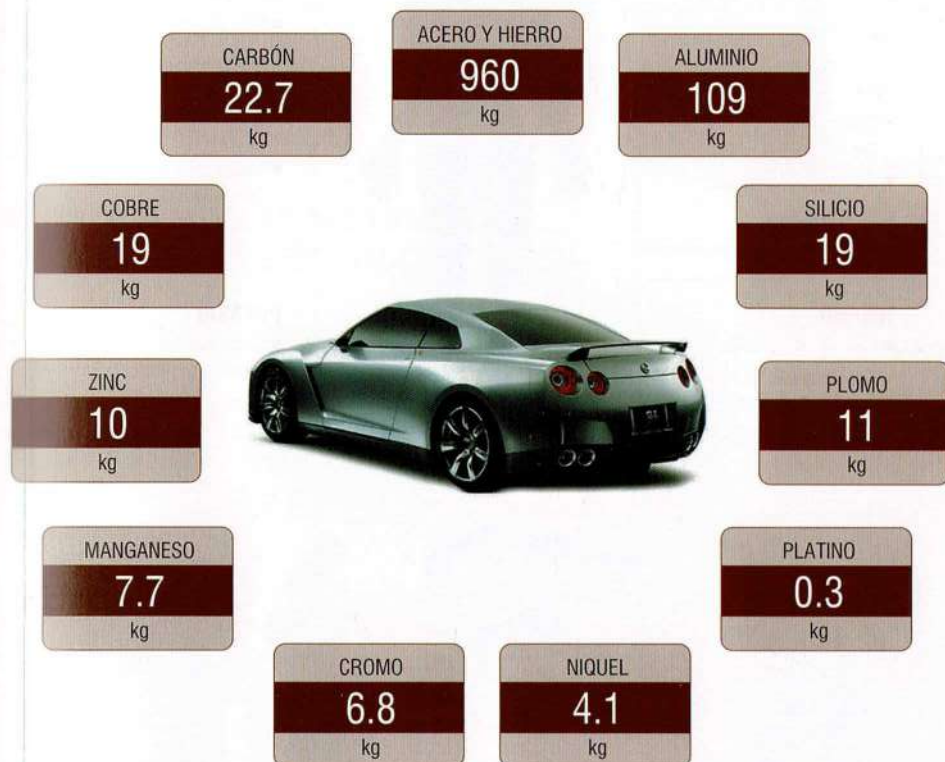 ACERO Y HIERRO
960
kg
CARBÓN
22.7
kg
ALUMINIO
109
kg
COBRE
19
kg
SILICIO
19
kg
ZINC
10
kg
PLOMO
11
kg
MANGANESO
7.7
kg
PLATINO
0.3
kg
CROMO
6.8
kg
NIQUEL
4.1
kg